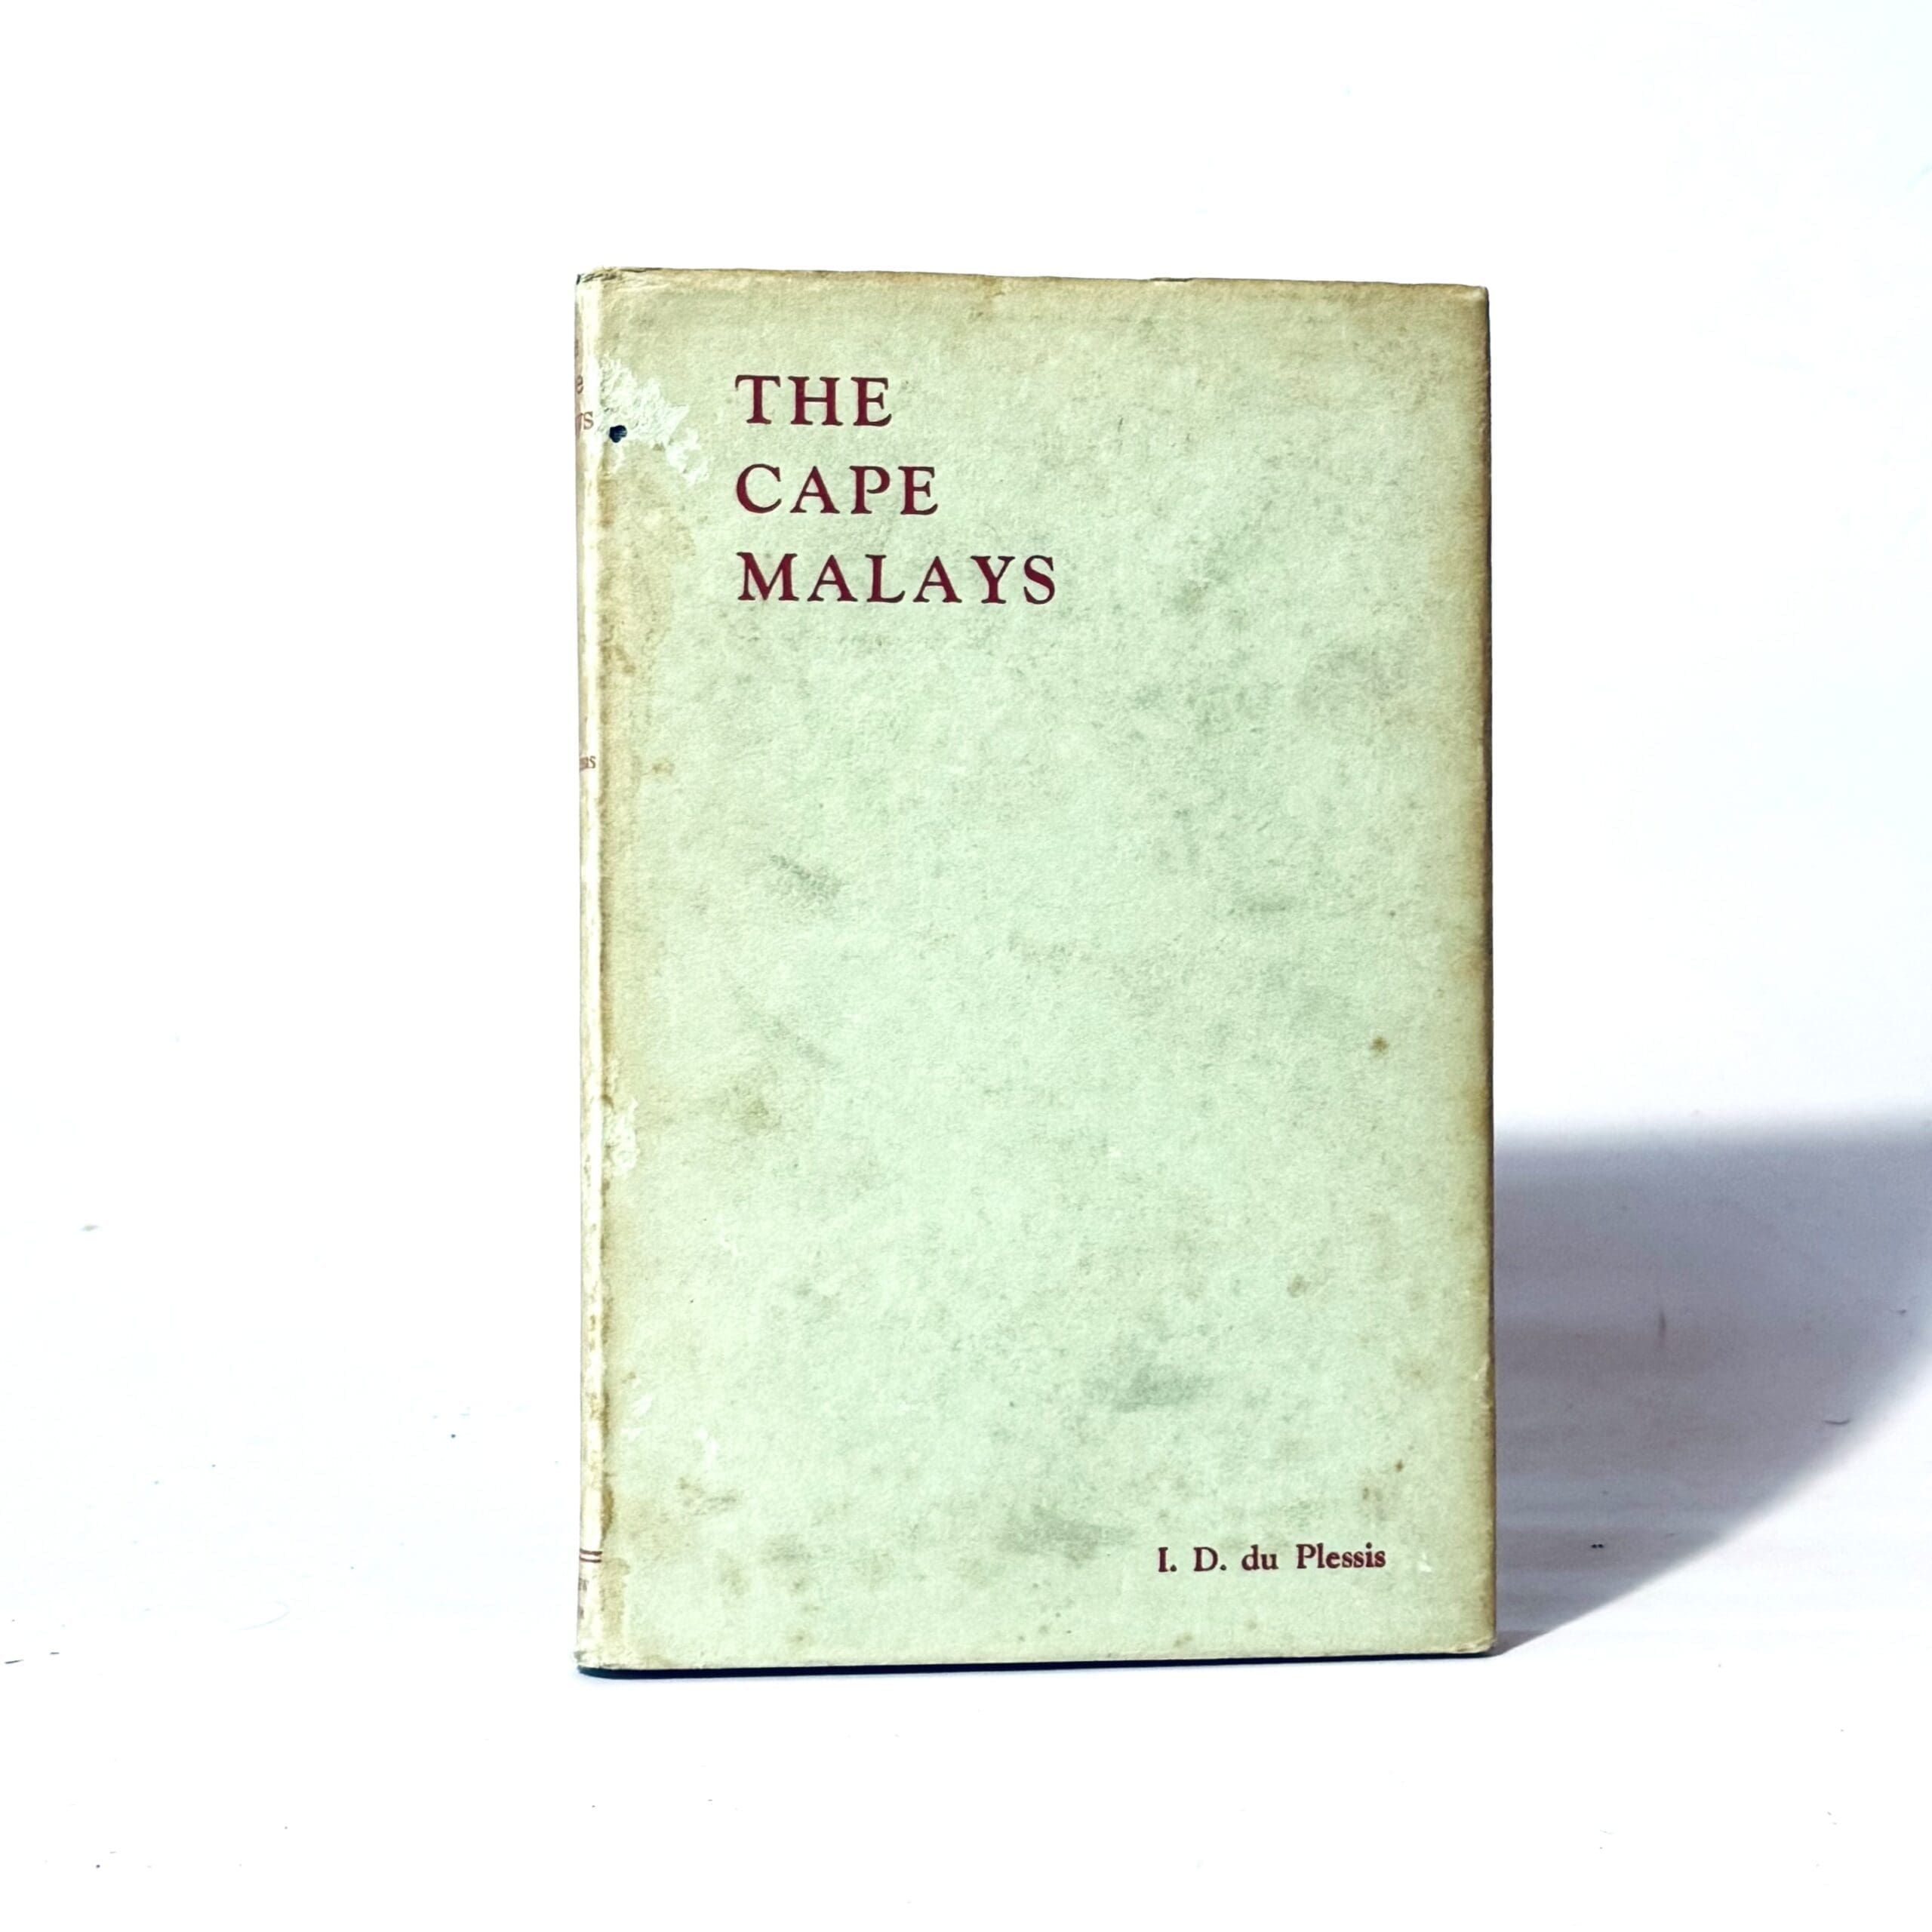 THE
CAPE
MALAYS
I. D. du Plessis